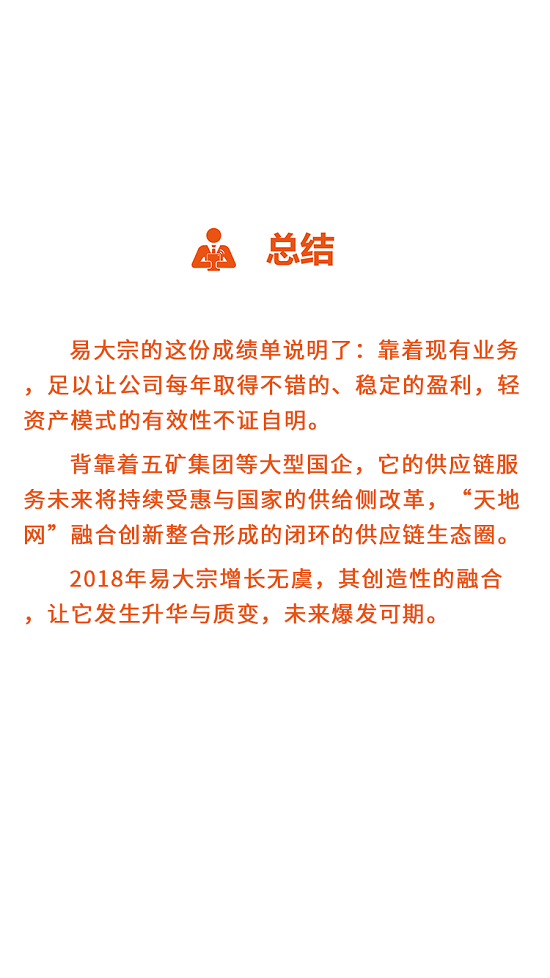 总结
易大宗的这份成绩单说明了：靠着现有业务
，足以让公司每年取得不错的、稳定的盈利，轻
资产模式的有效性不证自明。
背靠着五矿集团等大型国企，它的供应链服
务未来将持续受惠与国家的供给侧改革，“天地
网”融合创新整合形成的闭环的供应链生态圈。
2018年易大宗增长无虞，其创造性的融合
，让它发生升华与质变，未来爆发可期。